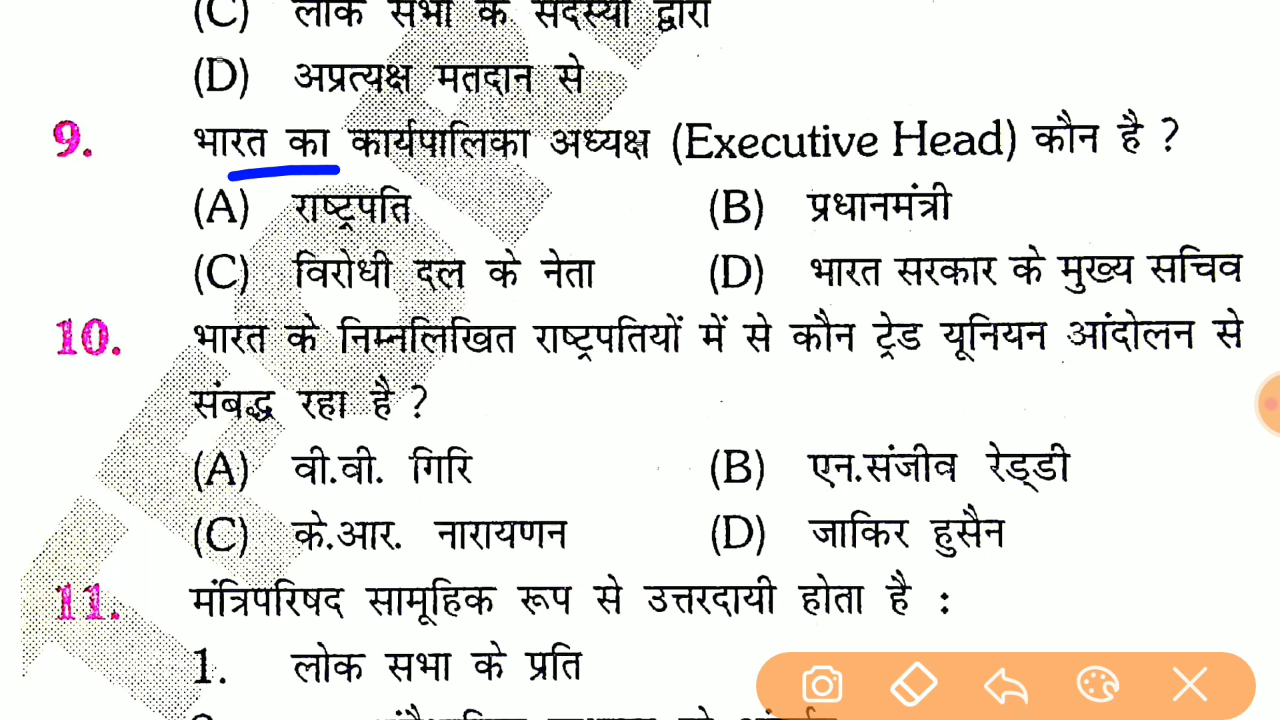 (C) लोक सभा के सदस्यों द्वारा
(D) अप्रत्यक्ष मतदान से
9. भारत का कार्यपालिका अध्यक्ष (Executive Head) कौन है ?
(A) राष्ट्रपति (B) प्रधानमंत्री
(C) विरोधी दल के नेता (D) भारत सरकार के मुख्य सचिव
10. भारत के निम्नलिखित राष्ट्रपतियों में से कौन ट्रेड यूनियन आंदोलन से
संबद्ध रहा है ?
(A) वी.वी. गिरि (B) एन.संजीव रेड्डी
(C) के.आर. नारायणन (D) जाकिर हुसैन
11. मंत्रिपरिषद सामूहिक रूप से उत्तरदायी होता है :
1. लोक सभा के प्रति